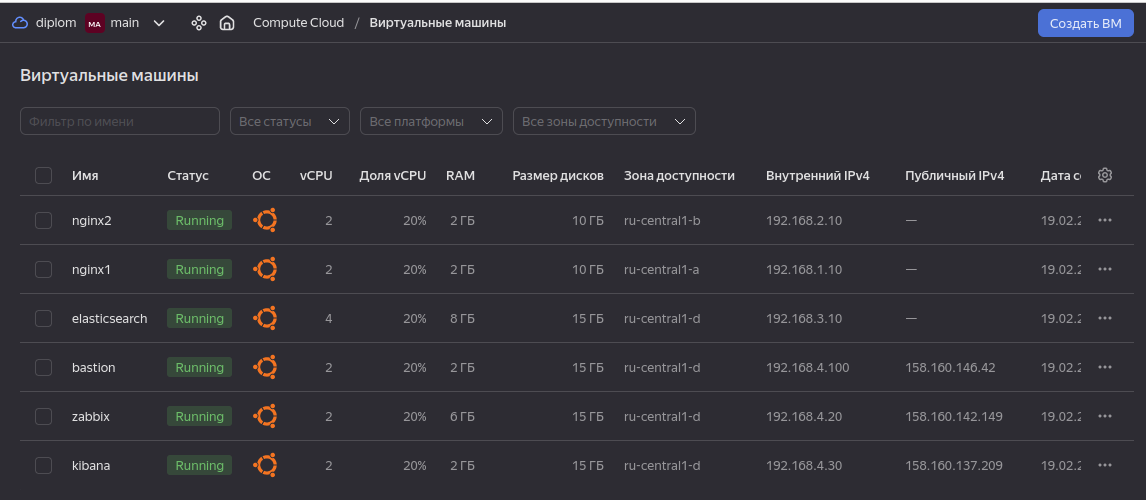 diplom MA main Compute Cloud / Виртуальные машины Создать ВМ
Виртуальные машины
Фильтр по имени Все статусы Все платформы Все зоны доступности
Имя Статус ОС vCPU Доля vCPU RAM Размер дисков Зона доступности Внутренний IPv4 Публичный IPv4 Дата со
nginx2 Running 2 20% 2 ГБ 10 ГБ ru-central1-b 192.168.2.10 — 19.02.2
nginx1 Running 2 20% 2 ГБ 10 ГБ ru-central1-a 192.168.1.10 — 19.02.2
elasticsearch Running 4 20% 8 ГБ 15 ГБ ru-central1-d 192.168.3.10 — 19.02.2
bastion Running 2 20% 2 ГБ 15 ГБ ru-central1-d 192.168.4.100 158.160.146.42 19.02.2
zabbix Running 2 20% 6 ГБ 15 ГБ ru-central1-d 192.168.4.20 158.160.142.149 19.02.2
kibana Running 2 20% 2 ГБ 15 ГБ ru-central1-d 192.168.4.30 158.160.137.209 19.02.2